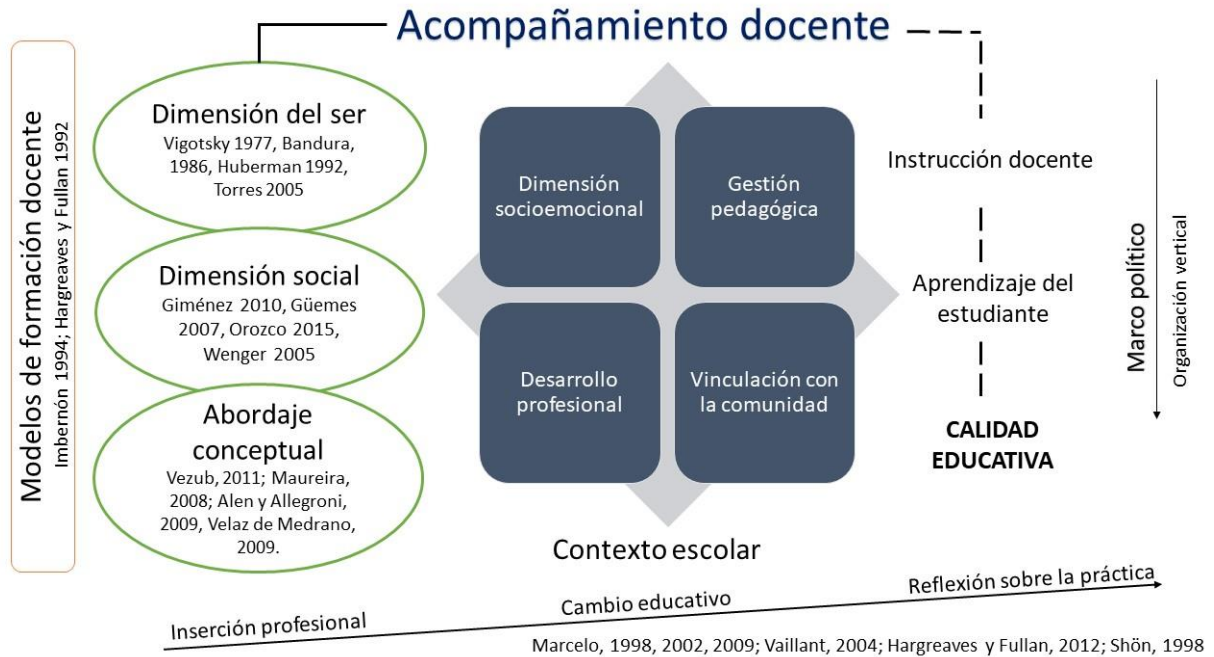 Acompañamiento docente
Modelos de formación docente
Imbernón 1994; Hargreaves y Fullan 1992
Dimensión del ser
Vigotsky 1977, Bandura,
1986, Huberman 1992,
Torres 2005
Dimensión social
Giménez 2010, Güemes
2007, Orozco 2015,
Wenger 2005
Abordaje
conceptual
Vezub, 2011; Maureira,
2008; Alen y Allegroni,
2009, Velaz de Medrano,
2009.
Dimensión
socioemocional
Gestión
pedagógica
Desarrollo
profesional
Vinculación con
la comunidad
Contexto escolar
Instrucción docente
Aprendizaje del
estudiante
CALIDAD
EDUCATIVA
Marco político
Organización vertical
Inserción profesional
Cambio educativo
Reflexión sobre la práctica
Marcelo, 1998, 2002, 2009; Vaillant, 2004; Hargreaves y Fullan, 2012; Shön, 1998